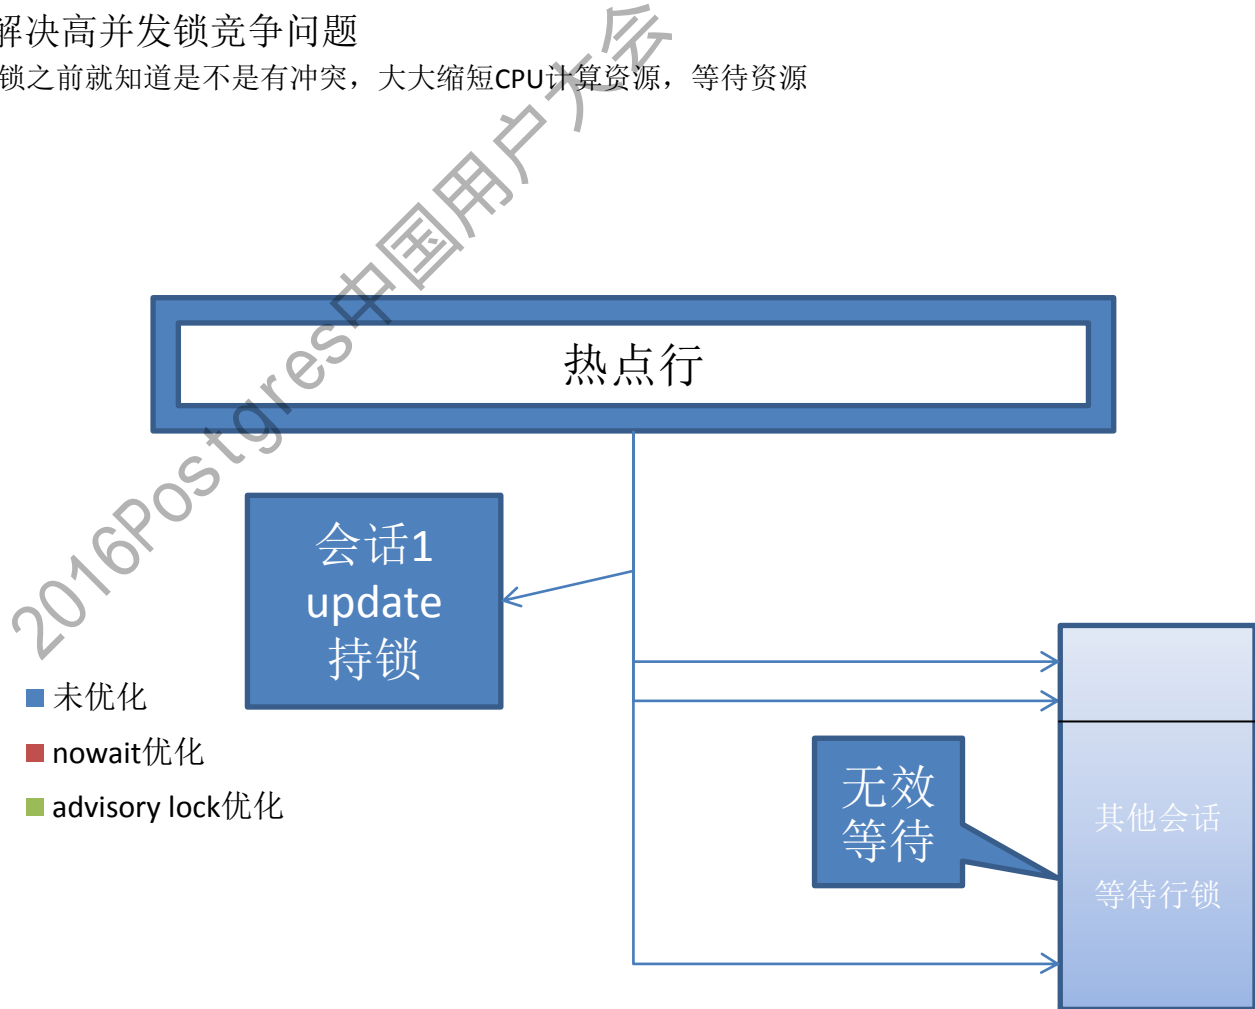 解决高并发锁竞争问题
锁之前就知道是不是有冲突，大大缩短CPU计算资源，等待资源
2016Postgres中国用户大会
热点行
会话1
update
持锁
未优化
nowait优化
advisory lock优化
无效
等待
其他会话
等待行锁